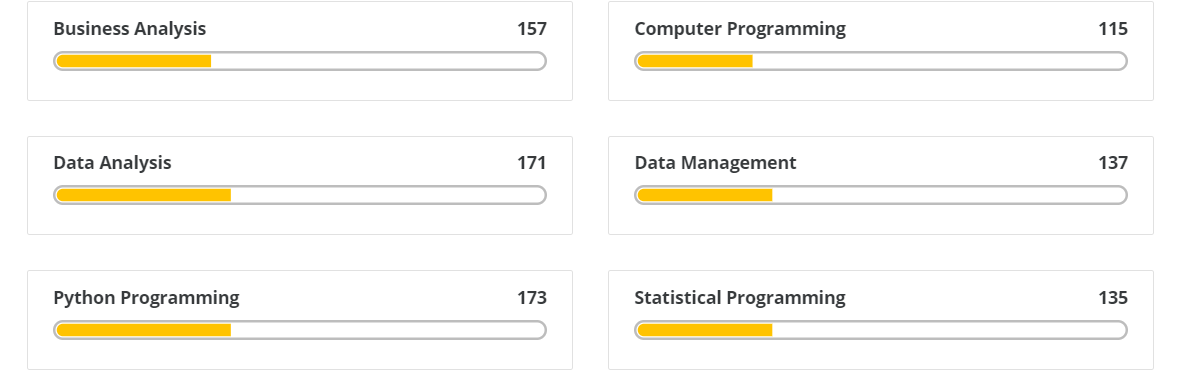 Business Analysis 157
Computer Programming 115
Data Analysis 171
Data Management 137
Python Programming 173
Statistical Programming 135